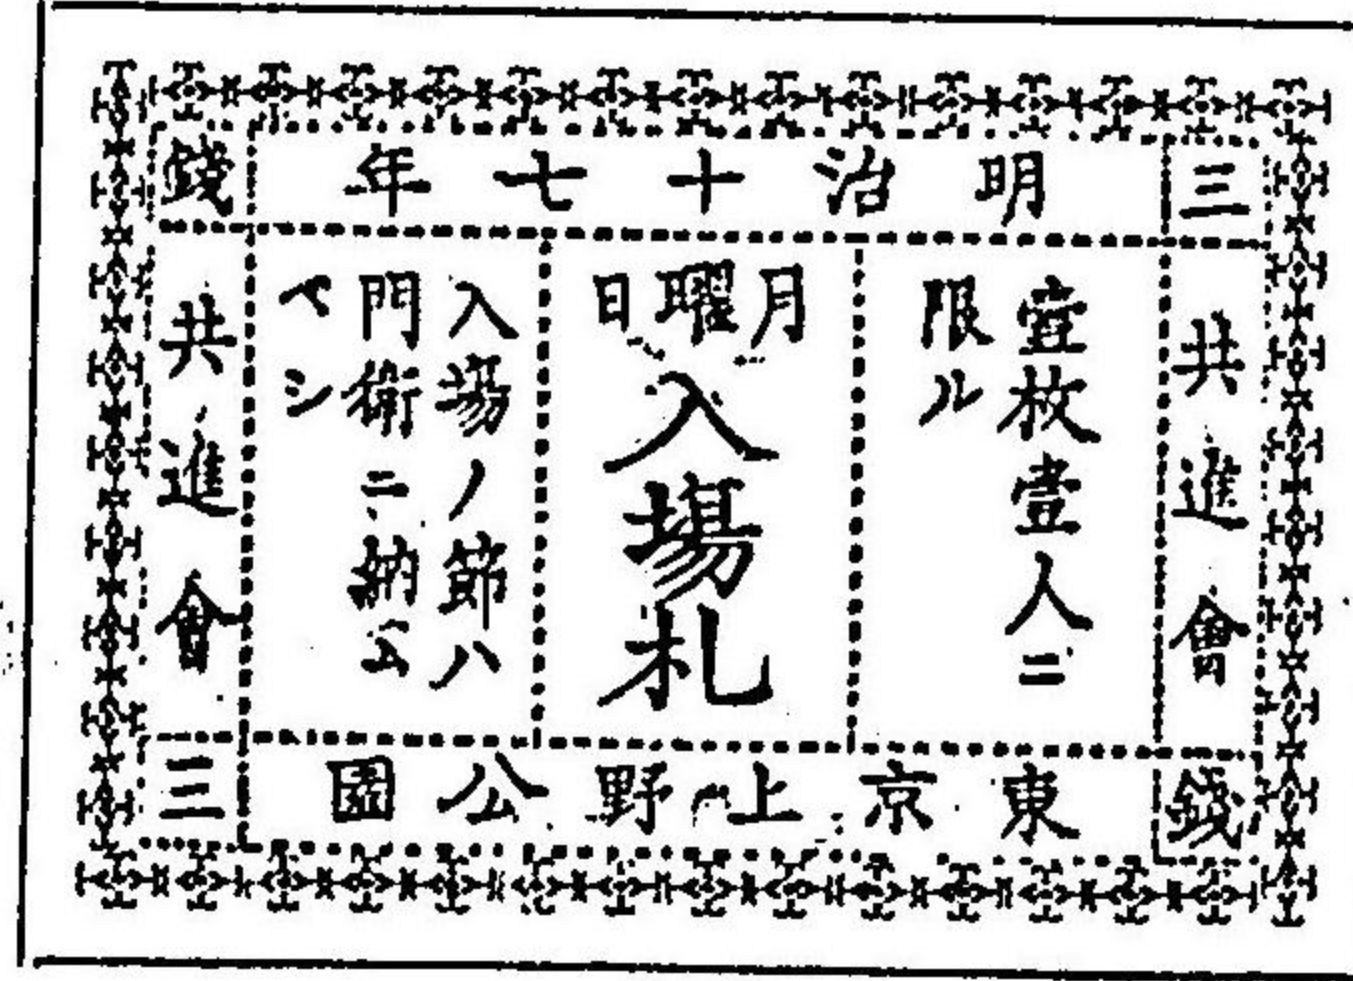 三
明治十七年
錢
共進會
壹枚壹人ニ
限ル
月曜日
入場札
入場ノ節ハ
門衛ニ納ム
ベシ
共進會
錢
東京上野公園
三